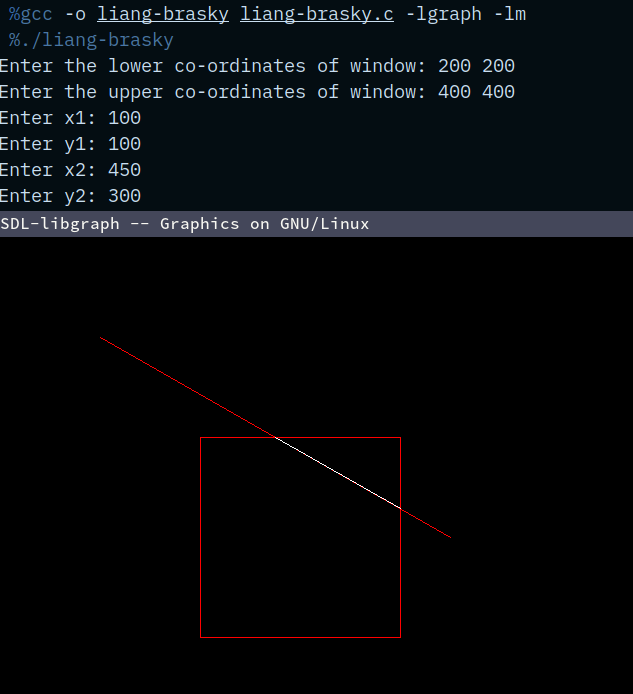 %gcc -o liang-brasky liang-brasky.c -lgraph -lm
%./liang-brasky
Enter the lower co-ordinates of window: 200 200
Enter the upper co-ordinates of window: 400 400
Enter x1: 100
Enter y1: 100
Enter x2: 450
Enter y2: 300
SDL-libgraph -- Graphics on GNU/Linux